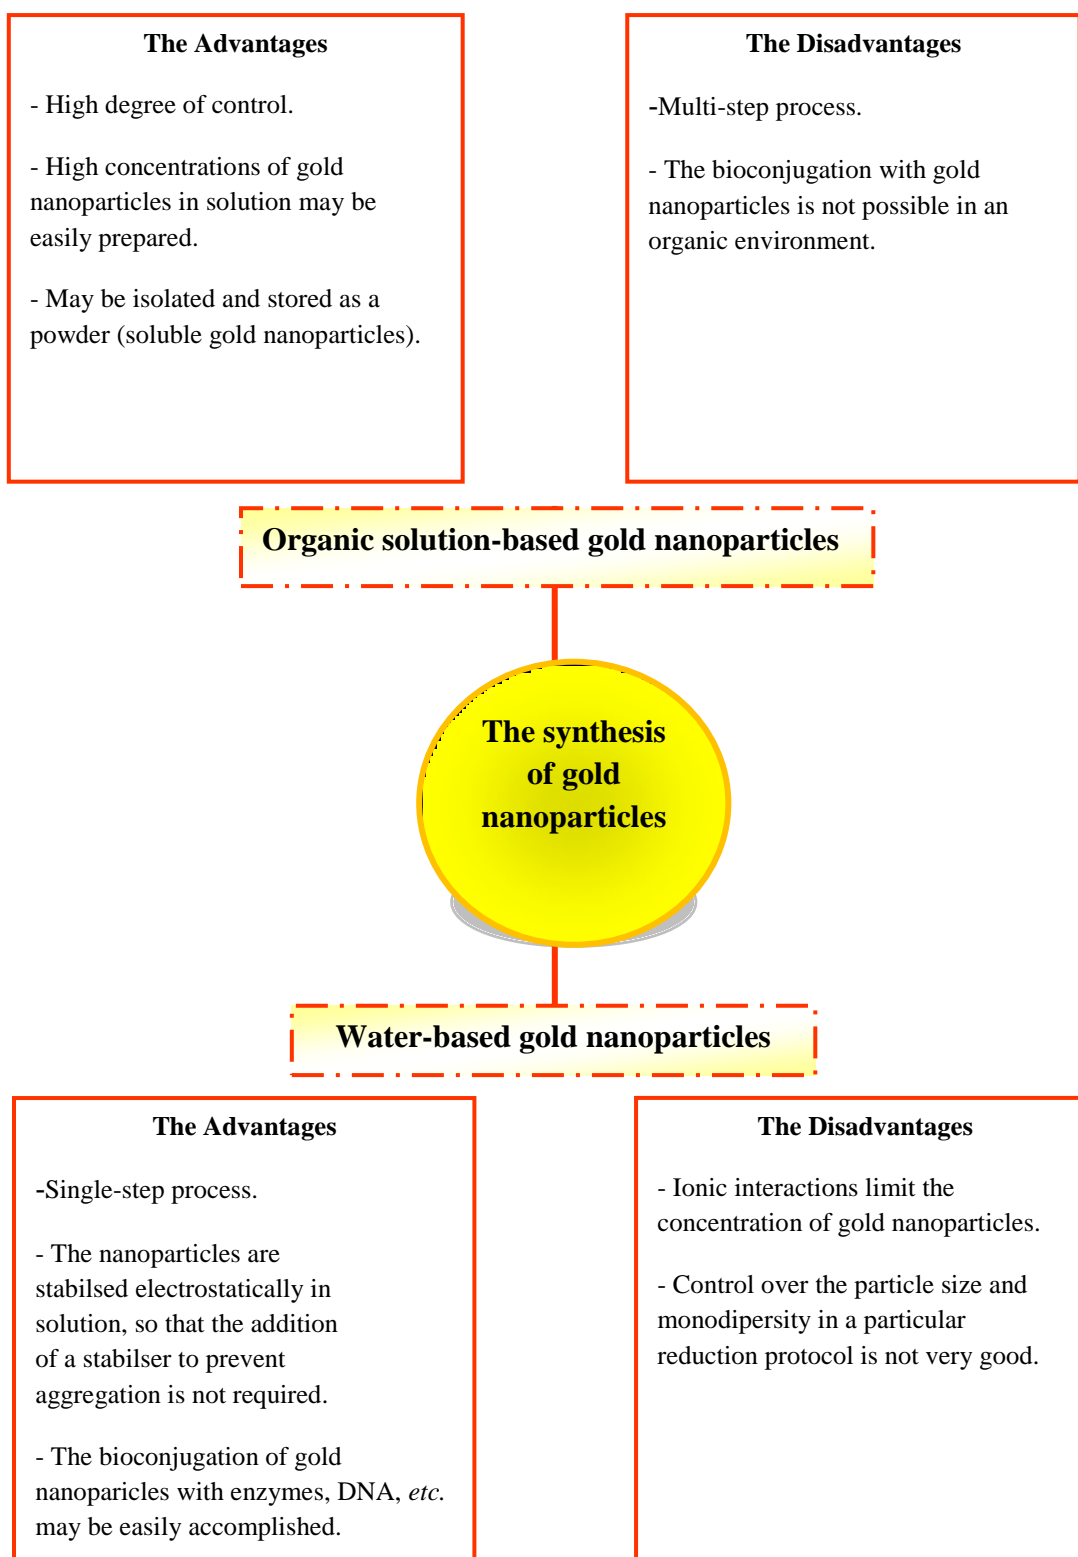 The Advantages
- High degree of control.
- High concentrations of gold
nanoparticles in solution may be
easily prepared.
- May be isolated and stored as a
powder (soluble gold nanoparticles).
The Disadvantages
-Multi-step process.
- The bioconjugation with gold
nanoparticles is not possible in an
organic environment.
Organic solution-based gold nanoparticles
The synthesis
of gold
nanoparticles
Water-based gold nanoparticles
The Advantages
-Single-step process.
- The nanoparticles are
stabilsed electrostatically in
solution, so that the addition
of a stabilser to prevent
aggregation is not required.
- The bioconjugation of gold
nanoparicles with enzymes, DNA, etc.
may be easily accomplished.
The Disadvantages
- Ionic interactions limit the
concentration of gold nanoparticles.
- Control over the particle size and
monodipersity in a particular
reduction protocol is not very good.